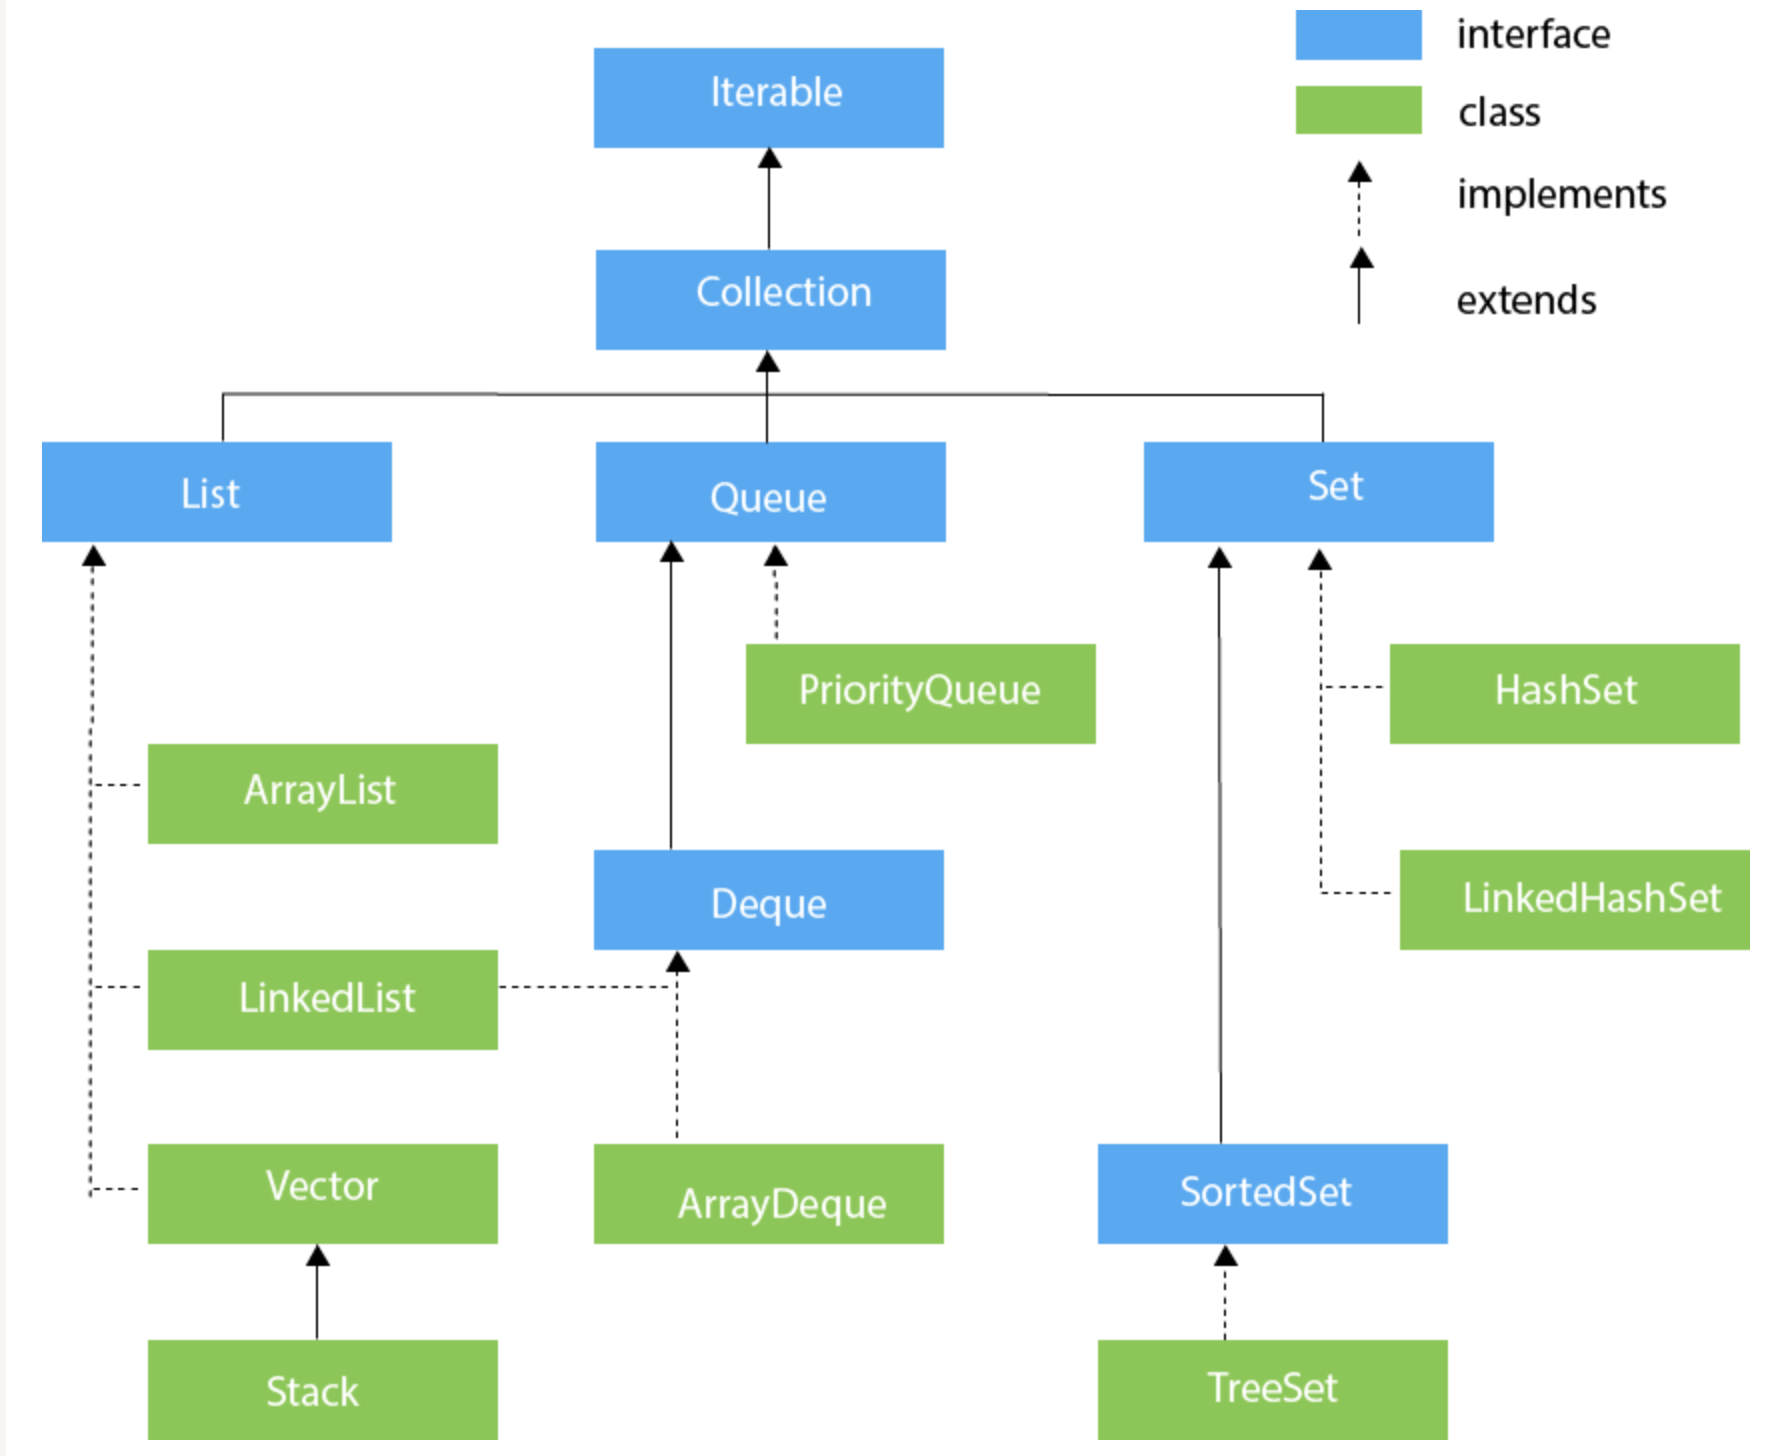 interface
class
implements
extends
Iterable
Collection
List
Queue
Set
PriorityQueue
HashSet
ArrayList
Deque
LinkedHashSet
LinkedList
Vector
ArrayDeque
SortedSet
Stack
TreeSet